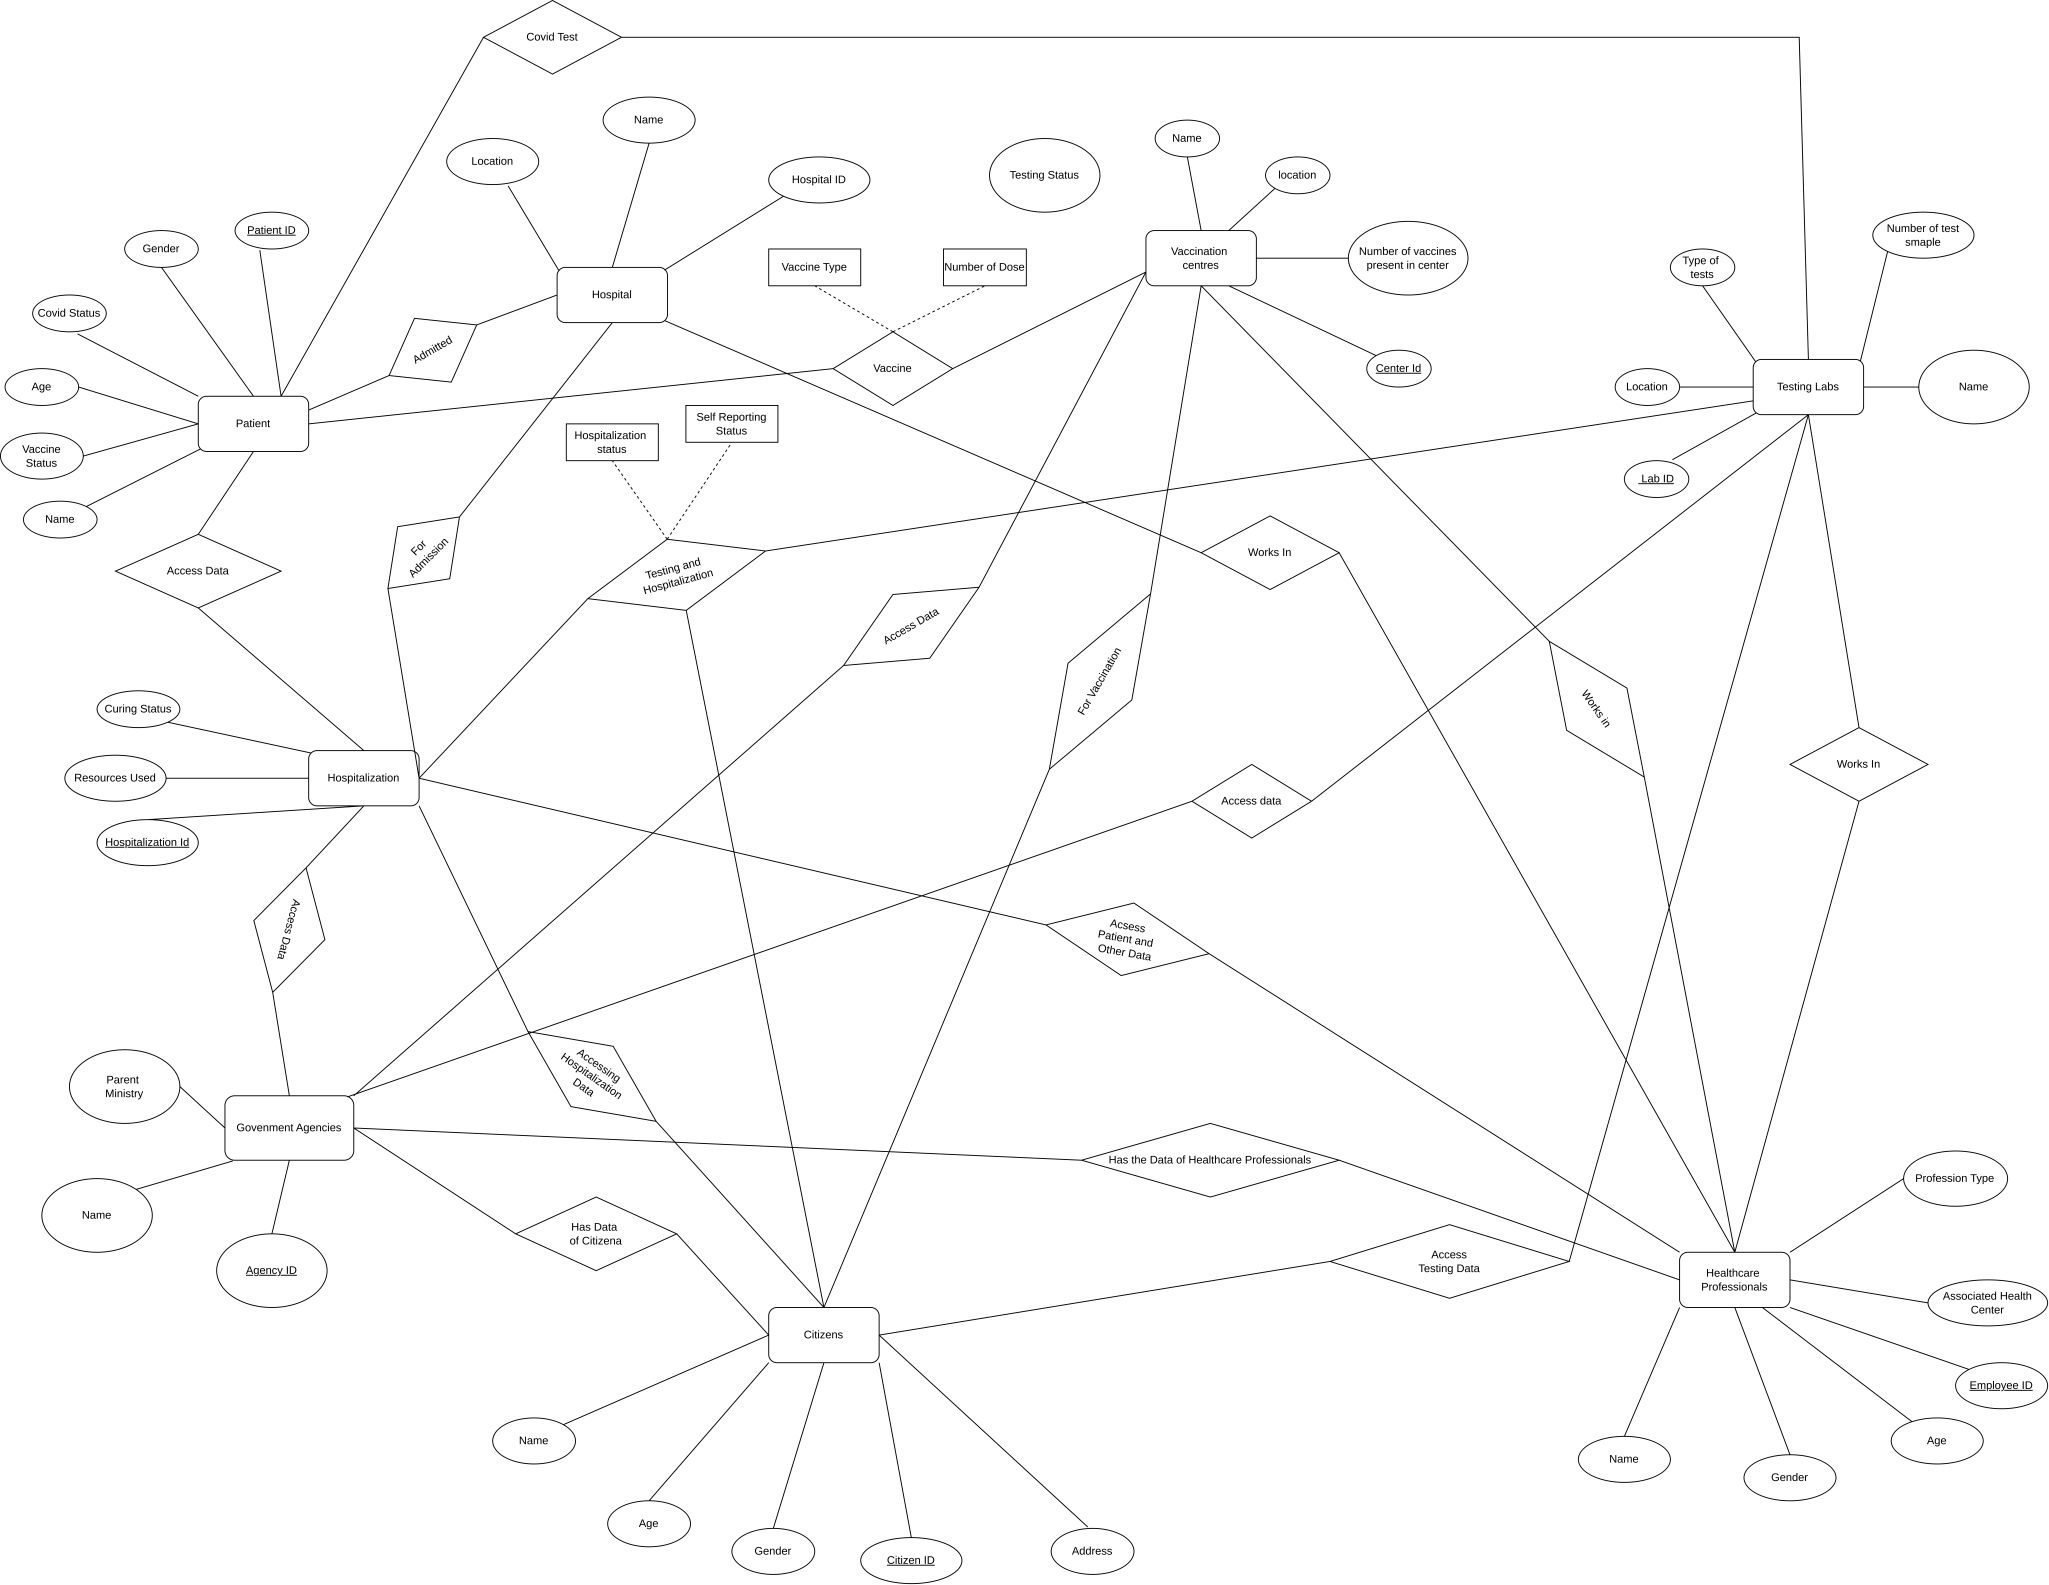 Covid Test
Name
Location
Hospital ID
Testing Status
Name
location
Patient ID
Gender
Number of test
smaple
Vaccination
centres
Number of vaccines
present in center
Type of
tests
Vaccine Type
Number of Dose
Hospital
Covid Status
Admitted
Vaccine
Center Id
Age
Location
Testing Labs
Name
Patient
Self Reporting
Status
Hospitalization
status
Vaccine
Status
Lab ID
Name
For
Admission
Works In
Access Data
Testing and
Hospitalization
Access Data
For Vaccination
Works in
Curing Status
Works In
Resources Used
Hospitalization
Access data
Hospitalization Id
Access Data
Acsess
Patient and
Other Data
Accessing
Hospitalization
Data
Parent
Ministry
Govenment Agencies
Has the Data of Healthcare Professionals
Profession Type
Name
Has Data
of Citizena
Access
Testing Data
Agency ID
Healthcare
Professionals
Associated Health
Center
Citizens
Employee ID
Name
Age
Name
Gender
Age
Gender
Citizen ID
Address